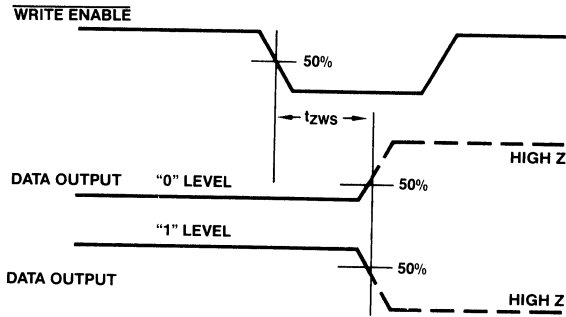 WRITE ENABLE
50%
tZWS
HIGH Z
DATA OUTPUT "0" LEVEL
50%
"1" LEVEL
50%
DATA OUTPUT
HIGH Z